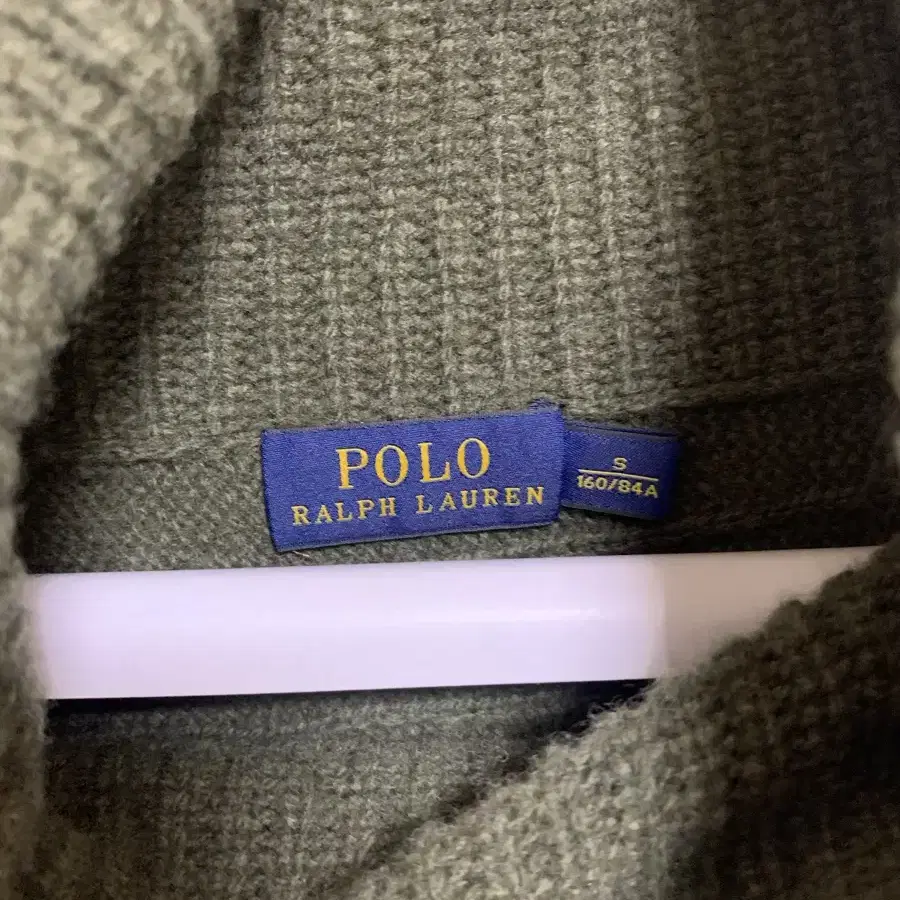 POLO
RALPH LAUREN
S
160/84A